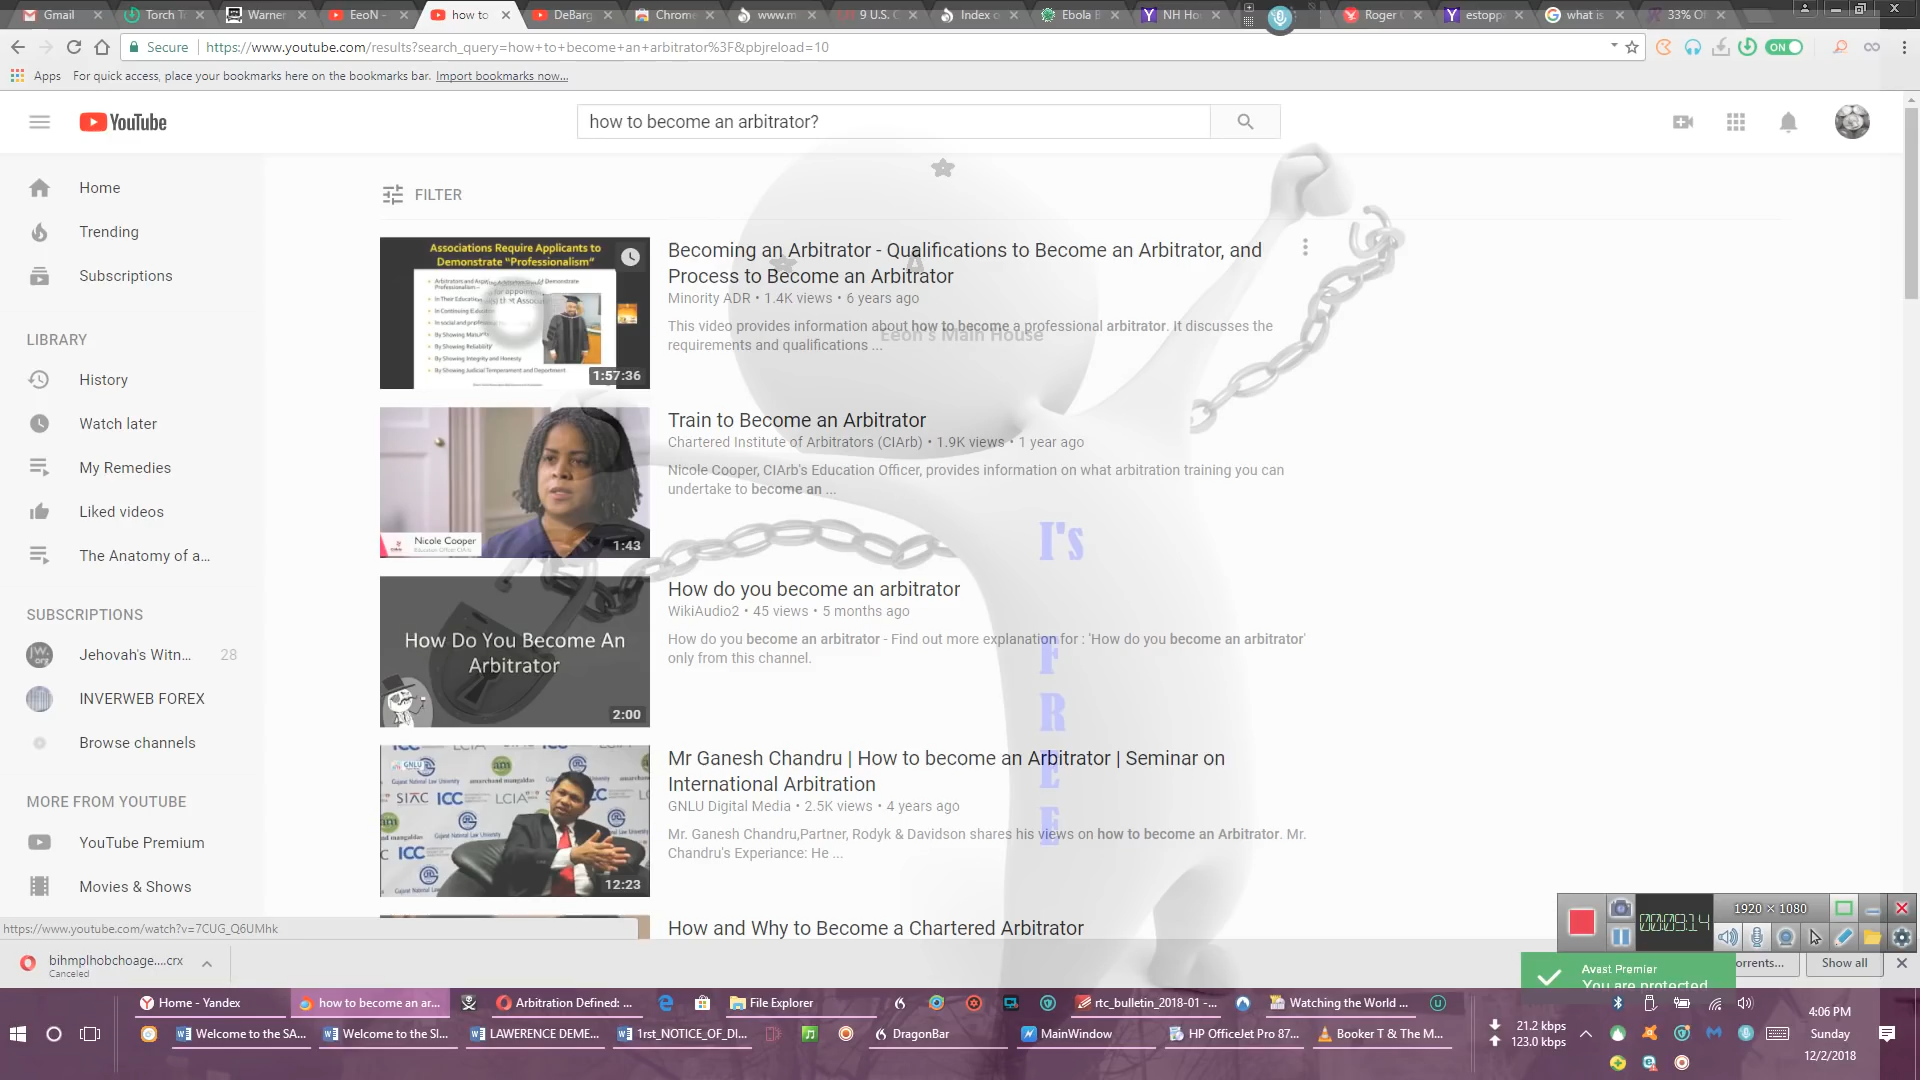 Gmail
Torch T
Warner
EeoN -
how to
DeBarg
Chrome
www.m
9 U.S. C
Index o
Ebola B
NH Ho
Roger
estopp
what is
33% O
Secure
https://www.youtube.com/results?search_query=how+to+become+an+arbitrator%3F&pbjreload=10
ON
Apps
For quick access, place your bookmarks here on the bookmarks bar. Import bookmarks now...
YouTube
how to become an arbitrator?
Home
Trending
Subscriptions
LIBRARY
History
Watch later
My Remedies
Liked videos
The Anatomy of a...
SUBSCRIPTIONS
Jehovah's Witn... 28
INVERWEB FOREX
Browse channels
MORE FROM YOUTUBE
YouTube Premium
Movies & Shows
FILTER
Associations Require Applicants to
Demonstrate "Professionalism"
1:57:36
Becoming an Arbitrator - Qualifications to Become an Arbitrator, and
Process to Become an Arbitrator
Minority ADR • 1.4K views • 6 years ago
This video provides information about how to become a professional arbitrator. It discusses the
requirements and qualifications ...
Eeon's Main House
Nicole Cooper
1:43
Train to Become an Arbitrator
Chartered Institute of Arbitrators (CIArb) • 1.9K views • 1 year ago
Nicole Cooper, CIArb's Education Officer, provides information on what arbitration training you can
undertake to become an ...
I's
F
R
E
E
How Do You Become An
Arbitrator
2:00
How do you become an arbitrator
WikiAudio2 • 45 views • 5 months ago
How do you become an arbitrator - Find out more explanation for : 'How do you become an arbitrator'
only from this channel.
SIAC ICC LCIA
ICC
12:23
Mr Ganesh Chandru | How to become an Arbitrator | Seminar on
International Arbitration
GNLU Digital Media • 2.5K views • 4 years ago
Mr. Ganesh Chandru,Partner, Rodyk & Davidson shares his views on how to become an Arbitrator. Mr.
Chandru's Experiance: He ...
How and Why to Become a Chartered Arbitrator
https://www.youtube.com/watch?v=7CUG_Q6UMhk
bihmplhobchoage....crx
Canceled
1920 × 1080
00:09:14
Avast Premier
You are protected
orrents...
Show all
Home - Yandex
how to become an ar...
Arbitration Defined: ...
File Explorer
rtc_bulletin_2018-01 -...
Watching the World ...
Welcome to the SA...
Welcome to the SI...
LAWERENCE DEME...
1rst_NOTICE_OF_DI...
DragonBar
MainWindow
HP OfficeJet Pro 87...
Booker T & The M...
21.2 kbps
123.0 kbps
4:06 PM
Sunday
12/2/2018